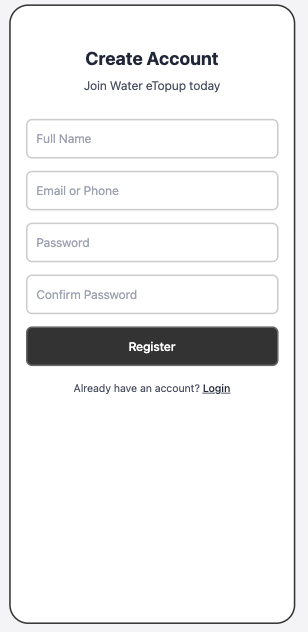 Create Account
Join Water eTopup today
Full Name
Email or Phone
Password
Confirm Password
Register
Already have an account? Login